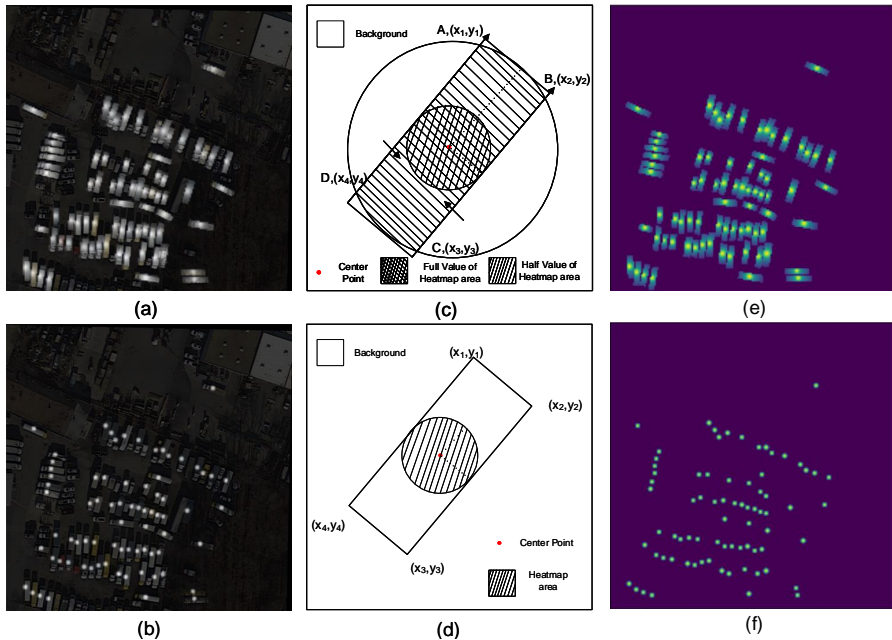 Background
A,(x₁,y₁)
B,(x₂,y₂)
D,(x₄,y₄)
C,(x₃,y₃)
Center
Point
Full Value of
Heatmap area
Half Value of
Heatmap area
(a)
(c)
(e)
Background
(x₁,y₁)
(x₂,y₂)
(x₄,y₄)
(x₃,y₃)
Center Point
Heatmap
area
(b)
(d)
(f)